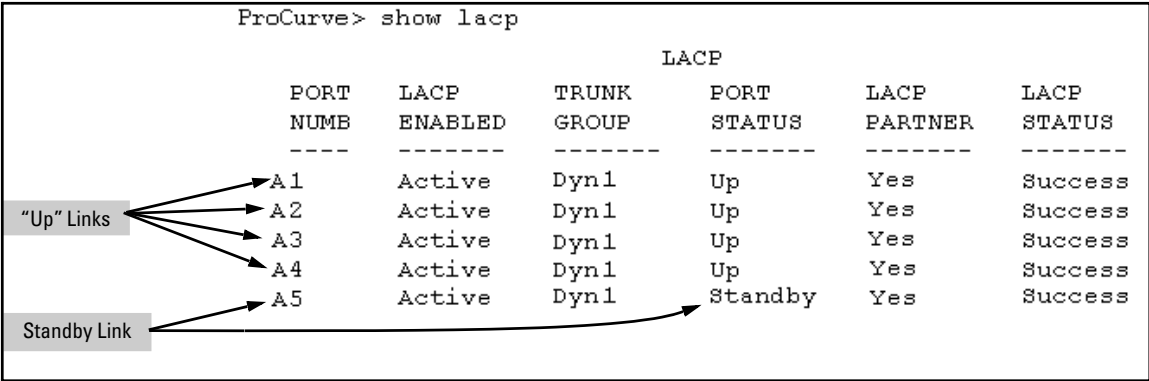 ProCurve> show lacp
LACP
PORT LACP TRUNK PORT LACP LACP
NUMB ENABLED GROUP STATUS PARTNER STATUS
---- ------- ------- ------- ------- -------
A1 Active Dyn1 Up Yes Success
A2 Active Dyn1 Up Yes Success
“Up” Links
A3 Active Dyn1 Up Yes Success
A4 Active Dyn1 Up Yes Success
A5 Active Dyn1 Standby Yes Success
Standby Link